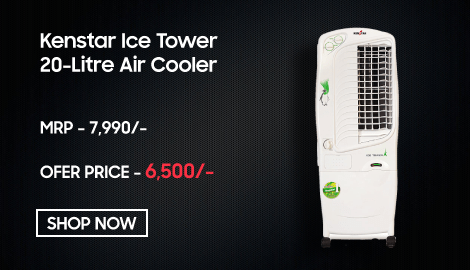 Kenstar Ice Tower
20-Litre Air Cooler
MRP - 7,990/-
OFER PRICE - 6,500/-
SHOP NOW